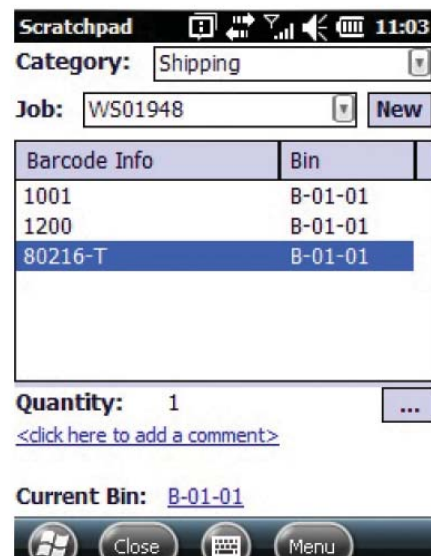 Scratchpad 11:03
Category: Shipping
Job: WS01948 New
Barcode Info Bin
1001 B-01-01
1200 B-01-01
80216-T B-01-01
Quantity: 1 ...
<click here to add a comment>
Current Bin: B-01-01
Close Menu